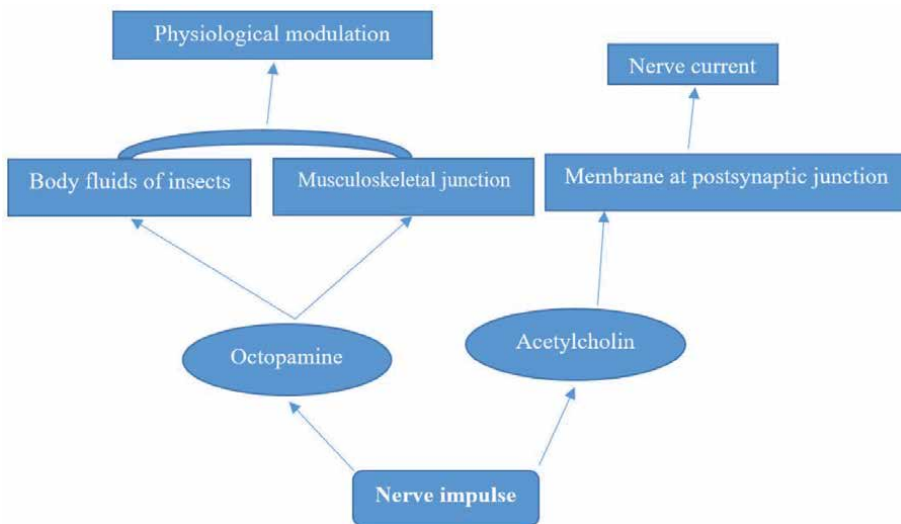 Physiological modulation
Nerve current
Body fluids of insects
Musculoskeletal junction
Membrane at postsynaptic junction
Octopamine
Acetylcholin
Nerve impulse